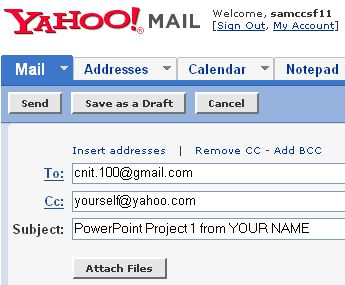 YAHOO! MAIL Welcome, samccsf11
[Sign Out, My Account]
Mail Addresses Calendar Notepad
Send Save as a Draft Cancel
Insert addresses | Remove CC - Add BCC
To: cnit.100@gmail.com
Cc: yourself@yahoo.com
Subject: PowerPoint Project 1 from YOUR NAME
Attach Files